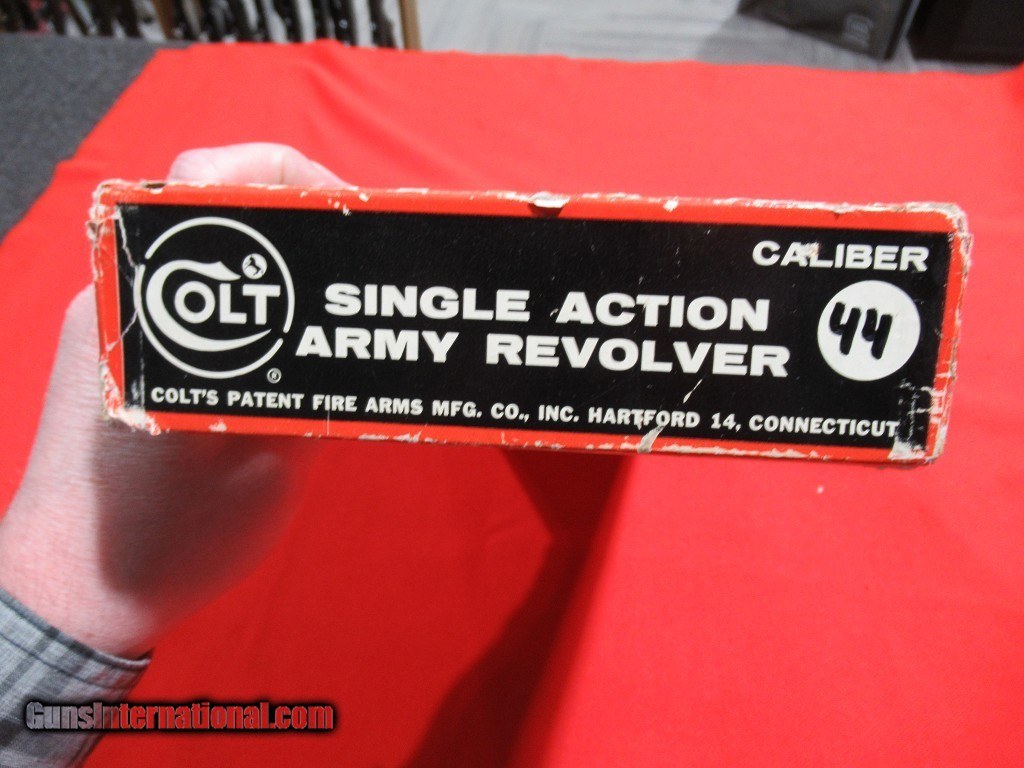 CALIBER
COLT
SINGLE ACTION
ARMY REVOLVER
44
®
COLT'S PATENT FIRE ARMS MFG. CO., INC. HARTFORD 14, CONNECTICUT
GunsInternational.com